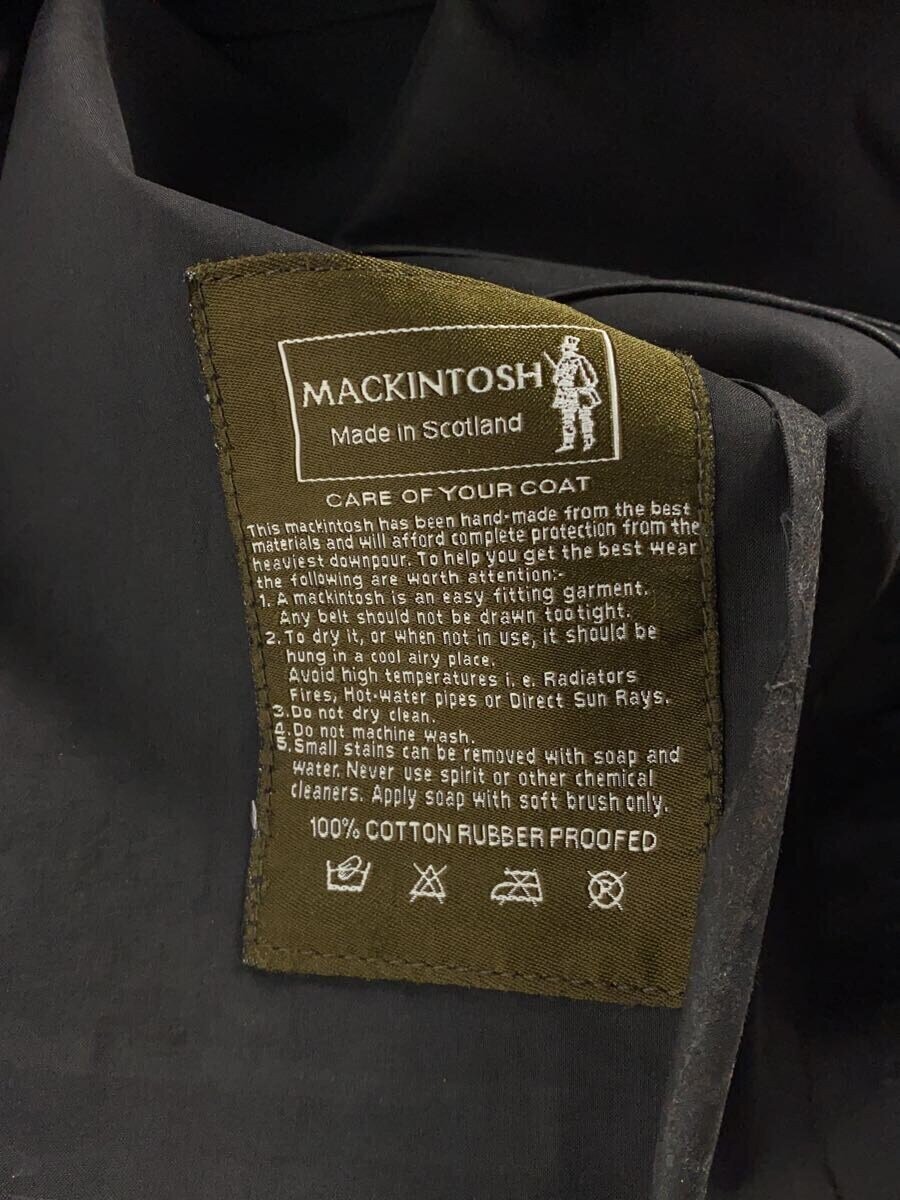 MACKINTOSH
Made in Scotland
CARE OF YOUR COAT
This mackintosh has been hand-made from the best
materials and will afford complete protection from the
heaviest downpour. To help you get the best wear
the following are worth attention:-
1. A mackintosh is an easy fitting garment.
Any belt should not be drawn too tight.
2. To dry it, or when not in use, it should be
hung in a cool airy place.
Avoid high temperatures i.e. Radiators
Fires, Hot-water pipes or Direct Sun Rays.
3. Do not dry clean.
4. Do not machine wash.
5. Small stains can be removed with soap and
water. Never use spirit or other chemical
cleaners. Apply soap with soft brush only.
100% COTTON RUBBER PROOFED
R